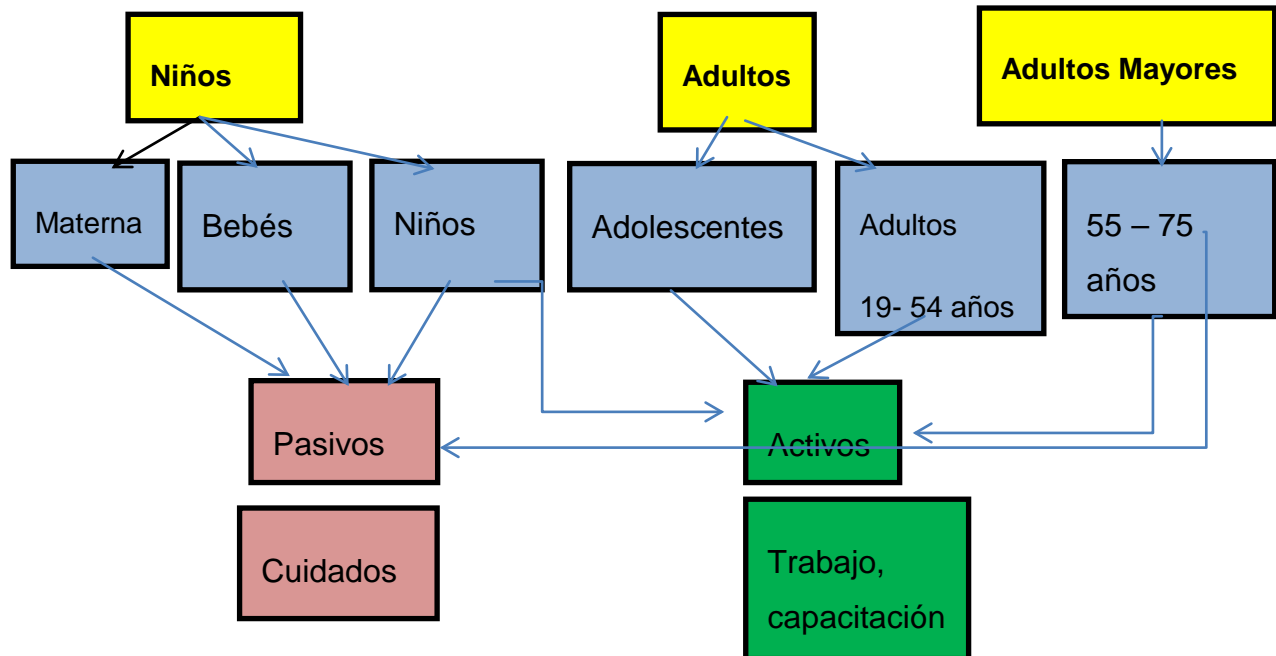 Niños
Adultos
Adultos Mayores
Materna
Bebés
Niños
Adolescentes
Adultos
19- 54 años
55 – 75
años
Pasivos
Activos
Cuidados
Trabajo,
capacitación